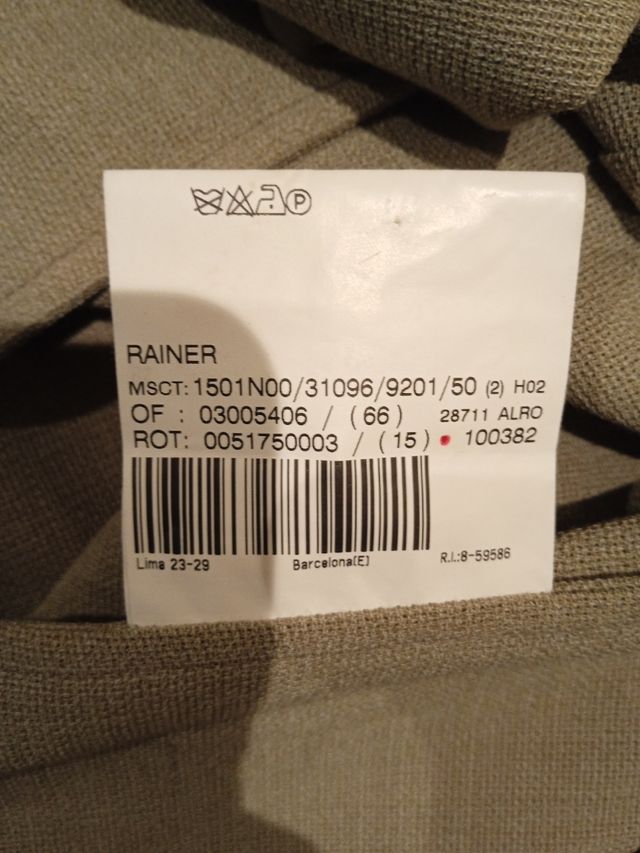 P
RAINER
MSCT: 1501N00/31096/9201/50 (2) H02
OF : 03005406 / (66) 28711 ALRO
ROT: 0051750003 / (15) 100382
Lima 23-29 Barcelona(E) R.I.:8-59586